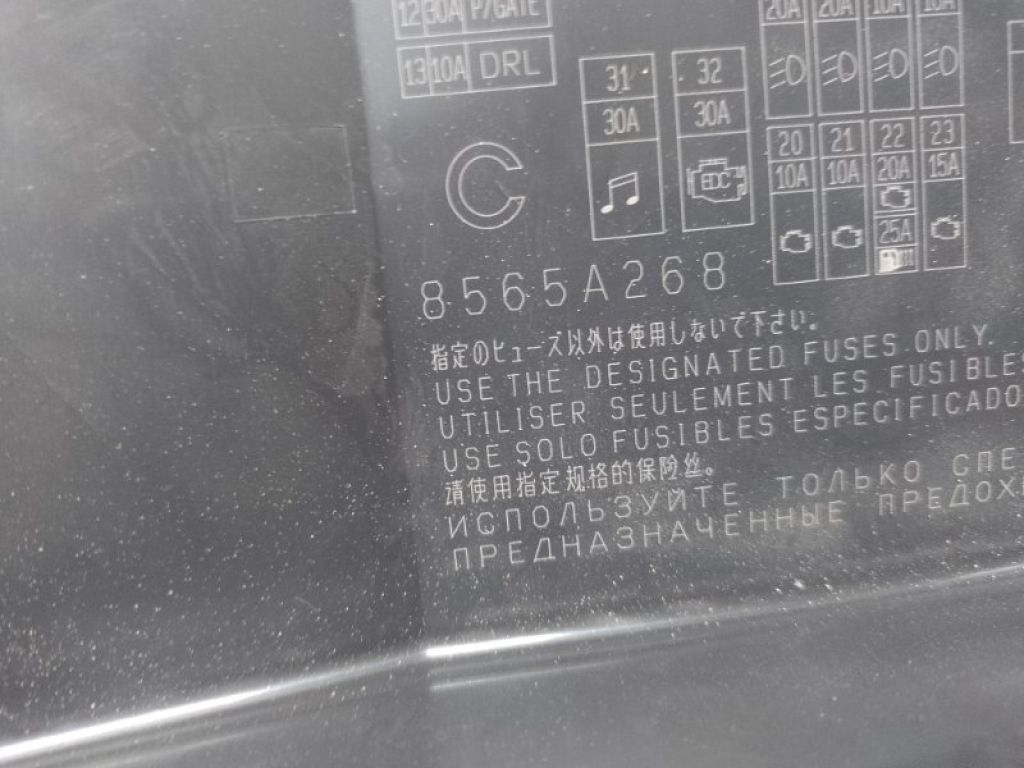 12 30A P/GATE
13 10A DRL
31 30A
32 30A EDC
20A 20A 10A 10A
20 21 22 23
10A 10A 20A 15A
25A
C
8565A268
指定のヒューズ以外は使用しないで下さい。
USE THE DESIGNATED FUSES ONLY.
UTILISER SEULEMENT LES FUSIBLES
USE SOLO FUSIBLES ESPECIFICADO
请使用指定规格的保险丝。
ИСПОЛЬЗУЙТЕ ТОЛЬКО СПЕ
ПРЕДНАЗНАЧЕННЫЕ ПРЕДОХ